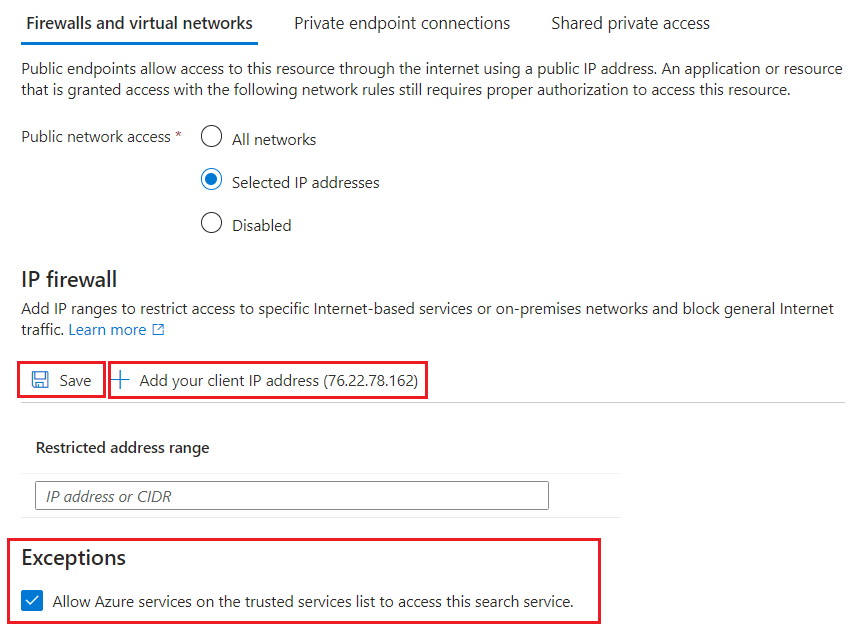 Firewalls and virtual networks Private endpoint connections Shared private access
Public endpoints allow access to this resource through the internet using a public IP address. An application or resource
that is granted access with the following network rules still requires proper authorization to access this resource.
Public network access * All networks
Selected IP addresses
Disabled
IP firewall
Add IP ranges to restrict access to specific Internet-based services or on-premises networks and block general Internet
traffic. Learn more
Save Add your client IP address (76.22.78.162)
Restricted address range
IP address or CIDR
Exceptions
Allow Azure services on the trusted services list to access this search service.